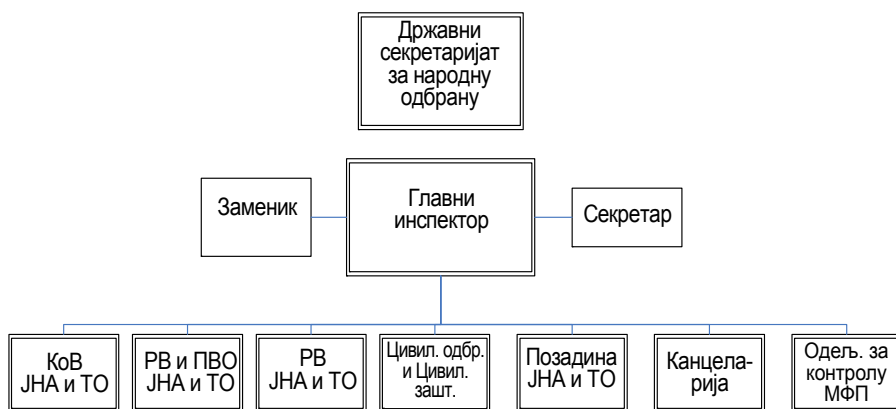 Државни
секретаријат
за народну
одбрану
Заменик
Главни
инспектор
Секретар
КоВ
ЈНА и ТО
РВ и ПВО
ЈНА и ТО
РВ
ЈНА и ТО
Цивил. одбр.
и Цивил.
зашт.
Позадина
ЈНА и ТО
Канцела-
рија
Одељ. за
контролу
МФП